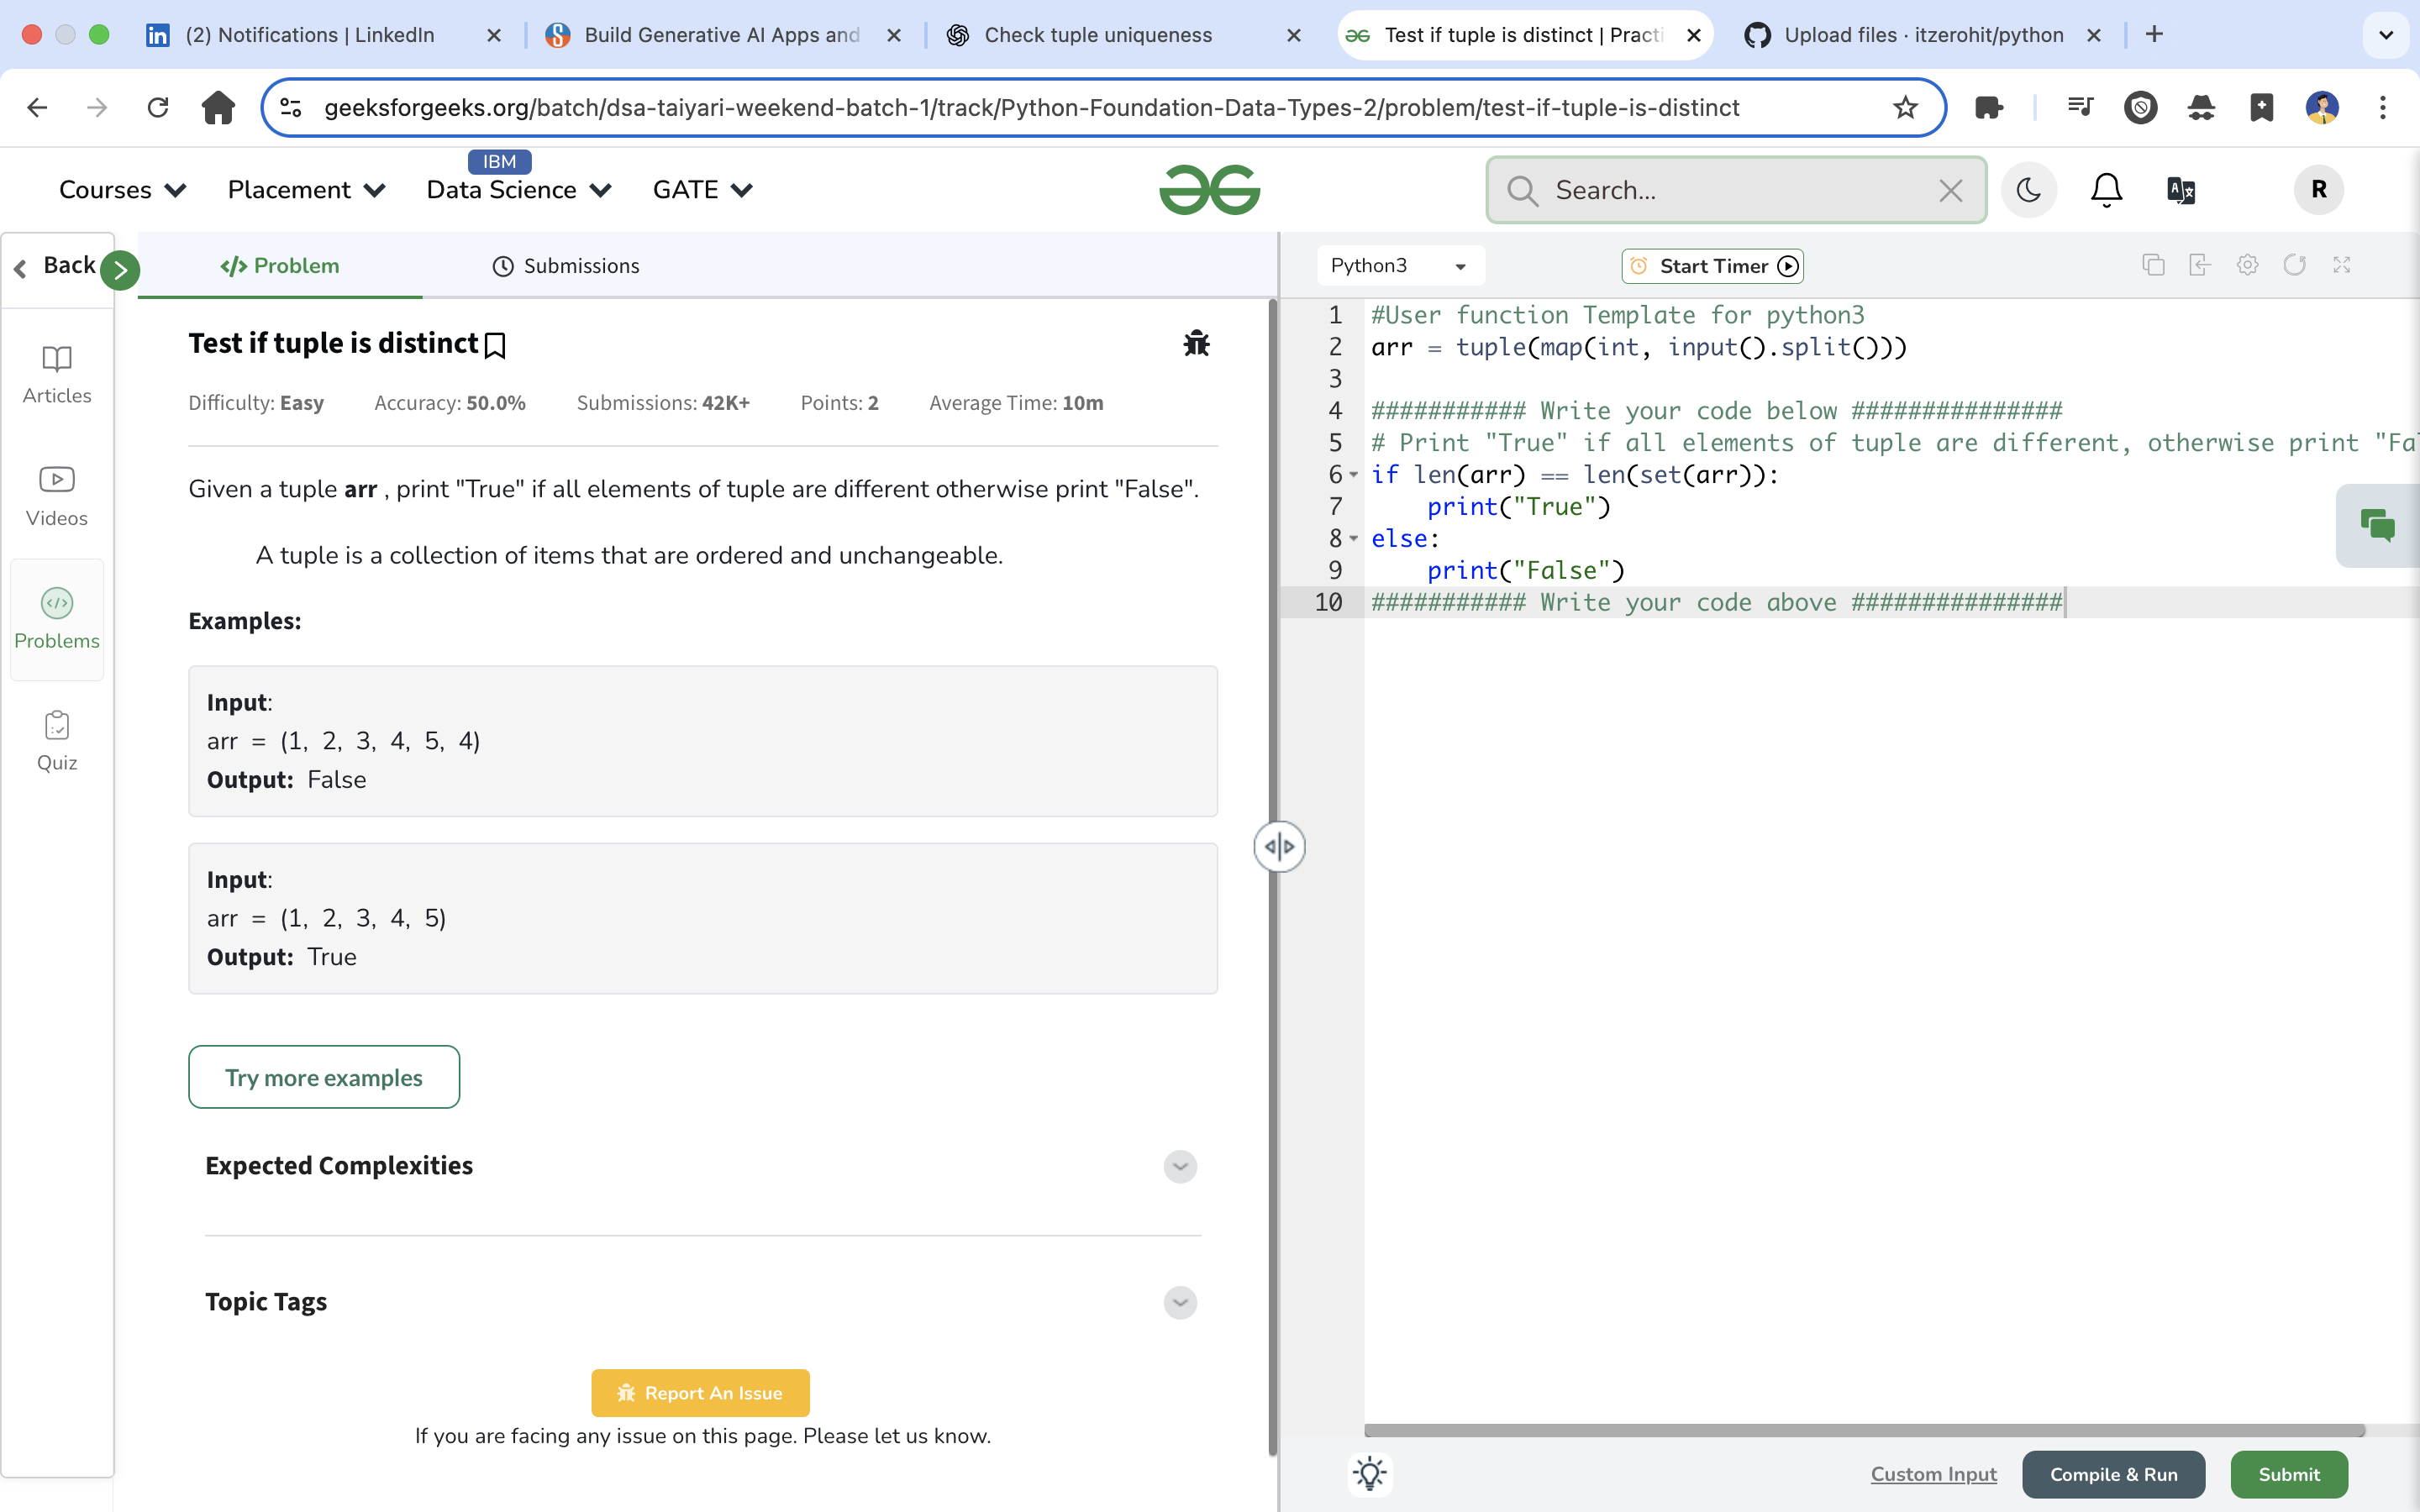 (2) Notifications | LinkedIn
Build Generative AI Apps and
Check tuple uniqueness
Test if tuple is distinct | Practi
Upload files · itzerohit/python
geeksforgeeks.org/batch/dsa-taiyari-weekend-batch-1/track/Python-Foundation-Data-Types-2/problem/test-if-tuple-is-distinct
IBM
Courses
Placement
Data Science
GATE
Search...
R
Back
Articles
Videos
Problems
Quiz
</> Problem
Submissions
Test if tuple is distinct
Difficulty: Easy
Accuracy: 50.0%
Submissions: 42K+
Points: 2
Average Time: 10m
Given a tuple arr , print "True" if all elements of tuple are different otherwise print "False".
A tuple is a collection of items that are ordered and unchangeable.
Examples:
Input:
arr = (1, 2, 3, 4, 5, 4)
Output: False
Input:
arr = (1, 2, 3, 4, 5)
Output: True
Try more examples
Expected Complexities
Topic Tags
Report An Issue
If you are facing any issue on this page. Please let us know.
Python3
Start Timer
1 #User function Template for python3
2 arr = tuple(map(int, input().split()))
3
4 ########### Write your code below ###############
5 # Print "True" if all elements of tuple are different, otherwise print "Fa
6 if len(arr) == len(set(arr)):
7     print("True")
8 else:
9     print("False")
10 ########### Write your code above ###############
Custom Input
Compile & Run
Submit